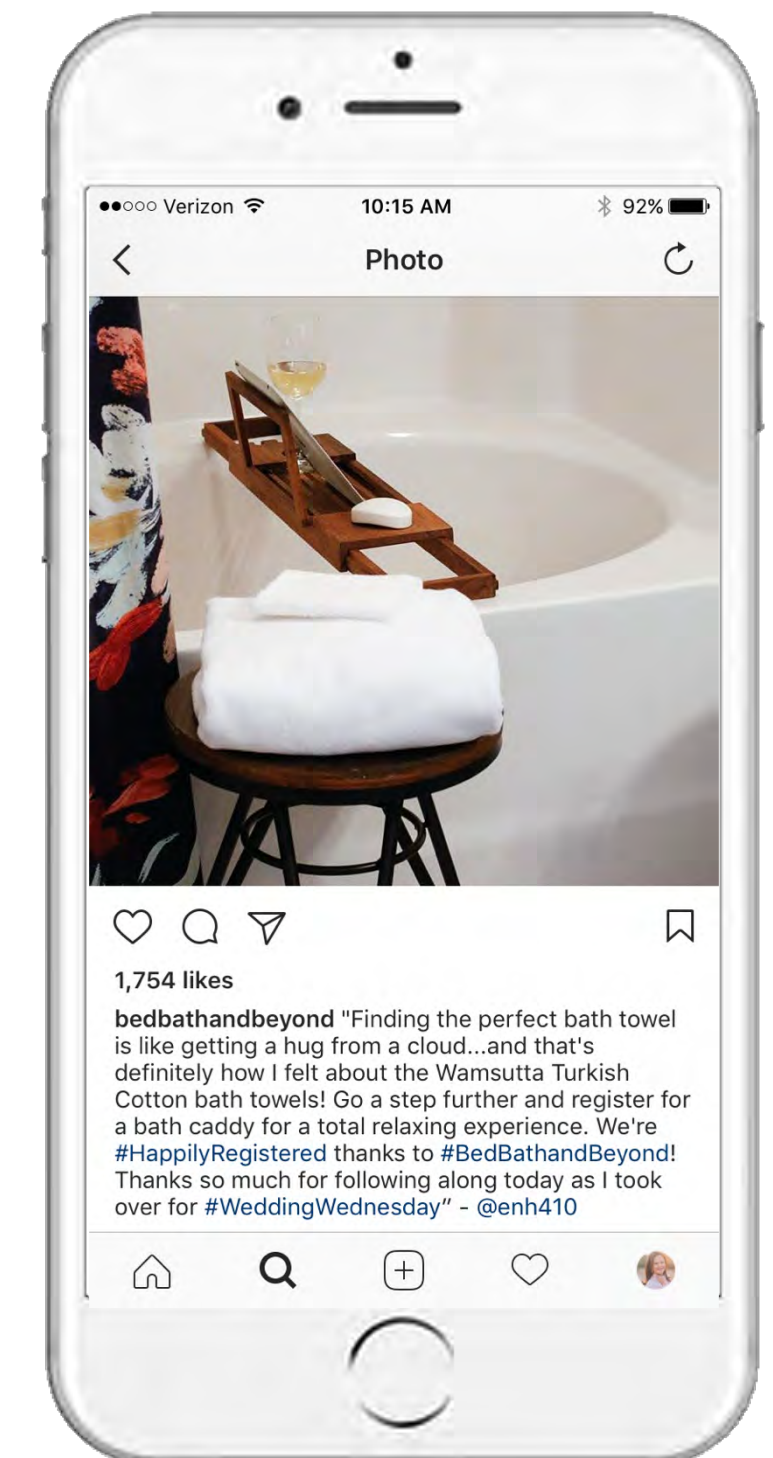 Verizon 10:15 AM 92%
Photo
1,754 likes
bedbathandbeyond "Finding the perfect bath towel
is like getting a hug from a cloud...and that's
definitely how I felt about the Wamsutta Turkish
Cotton bath towels! Go a step further and register for
a bath caddy for a total relaxing experience. We're
#HappilyRegistered thanks to #BedBathandBeyond!
Thanks so much for following along today as I took
over for #WeddingWednesday” - @enh410